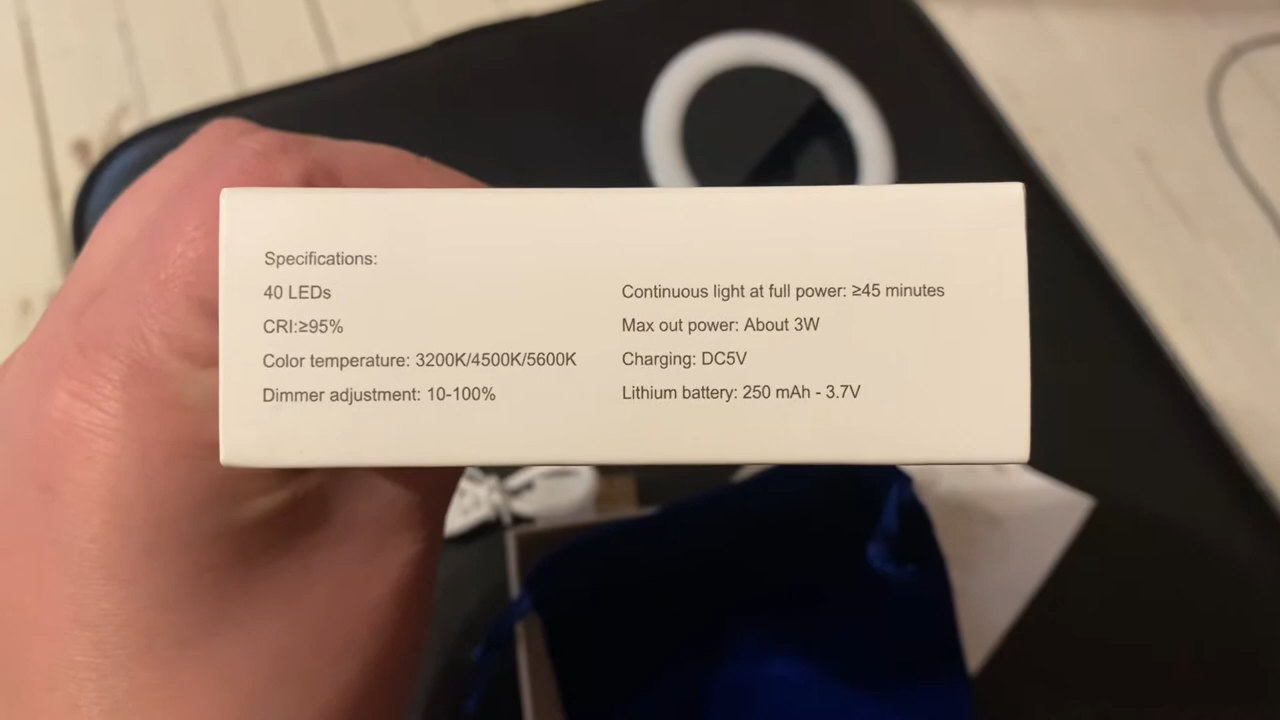 Specifications:
40 LEDs
CRI:≥95%
Color temperature: 3200K/4500K/5600K
Dimmer adjustment: 10-100%
Continuous light at full power: ≥45 minutes
Max out power: About 3W
Charging: DC5V
Lithium battery: 250 mAh - 3.7V